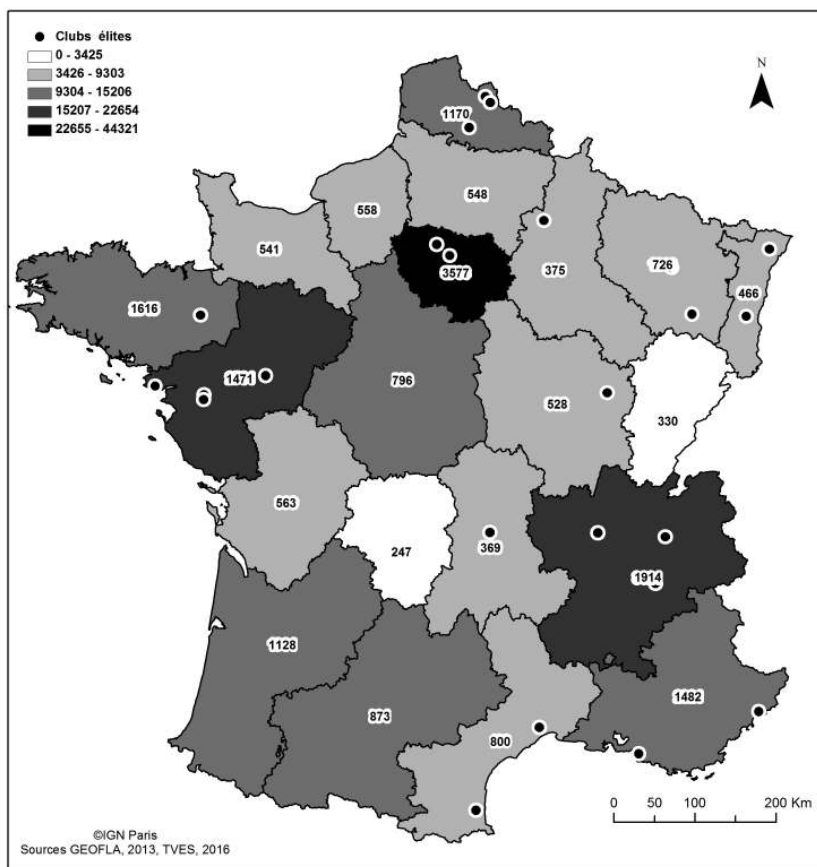 Clubs élites
0 - 3425
3426 - 9303
9304 - 15206
15207 - 22654
22655 - 44321
N
1170
548
558
541
3577
375
726
466
1616
1471
796
528
330
563
247
369
1914
1128
873
800
1482
0 50 100 200 Km
©IGN Paris
Sources GEOFLA, 2013, TVES, 2016